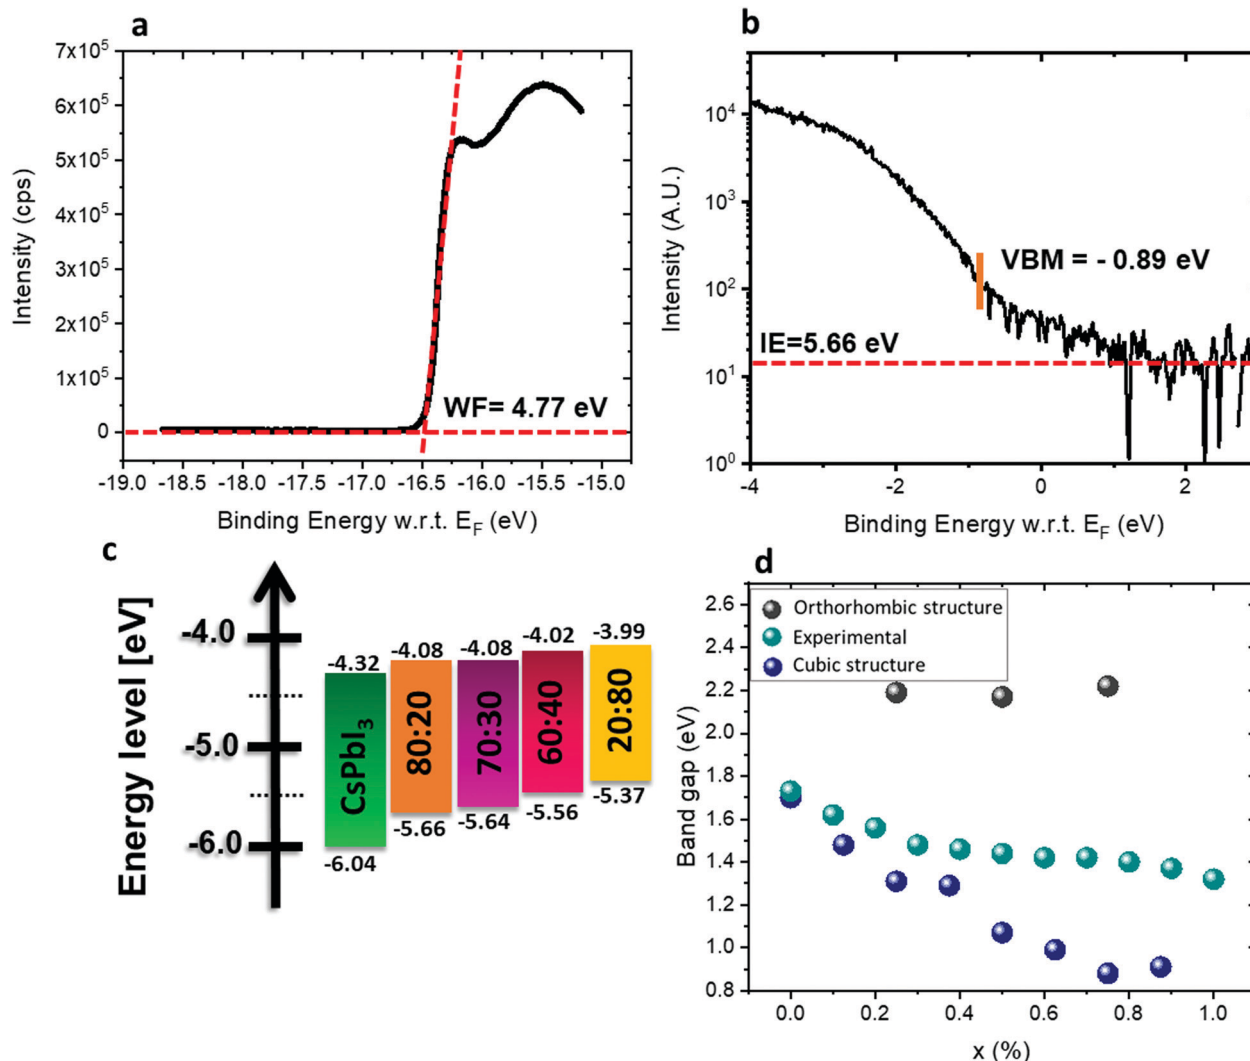 a
7x10⁵
6x10⁵
5x10⁵
4x10⁵
3x10⁵
2x10⁵
1x10⁵
0
Intensity (cps)
WF= 4.77 eV
-19.0 -18.5 -18.0 -17.5 -17.0 -16.5 -16.0 -15.5 -15.0
Binding Energy w.r.t. E_F (eV)
b
10⁴
10³
10²
10¹
10⁰
Intensity (A.U.)
VBM = - 0.89 eV
IE=5.66 eV
-4 -2 0 2
Binding Energy w.r.t. E_F (eV)
c
Energy level [eV]
-4.0
-5.0
-6.0
-4.32 -4.08 -4.08 -4.02 -3.99
CsPbI₃ 80:20 70:30 60:40 20:80
-6.04 -5.66 -5.64 -5.56 -5.37
d
2.6
2.4
2.2
2.0
1.8
1.6
1.4
1.2
1.0
0.8
Band gap (eV)
Orthorhombic structure
Experimental
Cubic structure
0.0 0.2 0.4 0.6 0.8 1.0
x (%)